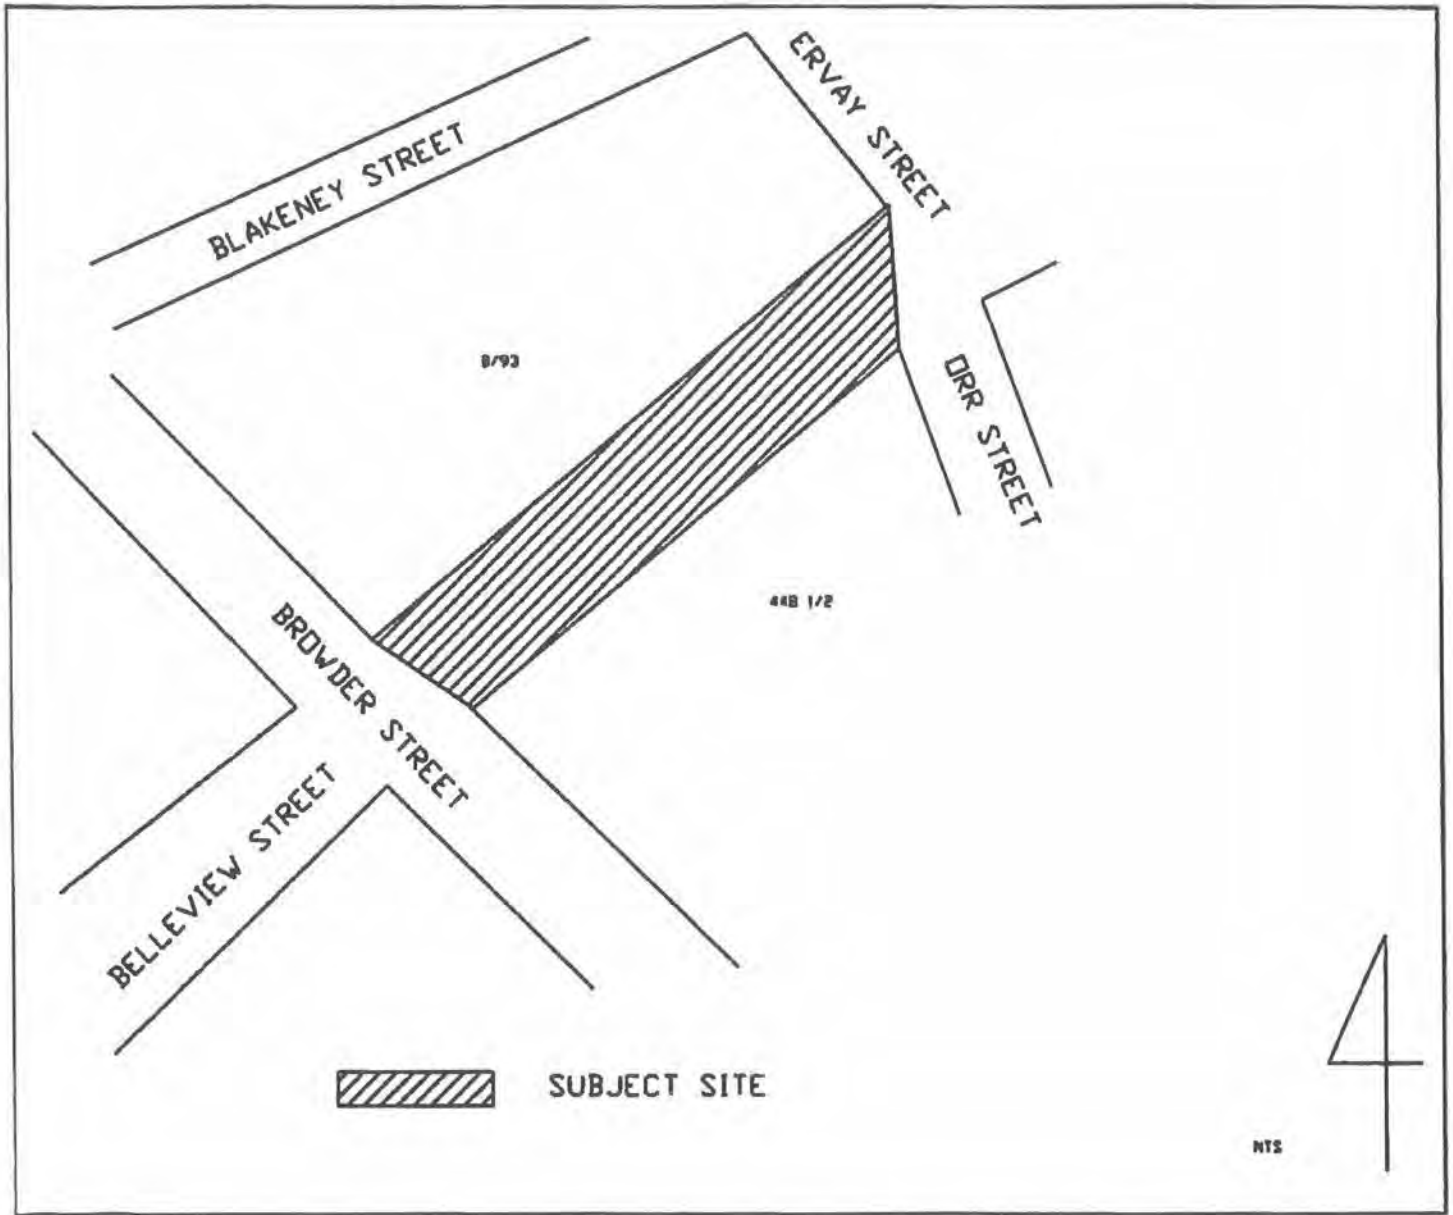 ERVAY STREET
BLAKENEY STREET
8/93
ORR STREET
448 1/2
BROWDER STREET
BELLEVIEW STREET
SUBJECT SITE
NTS